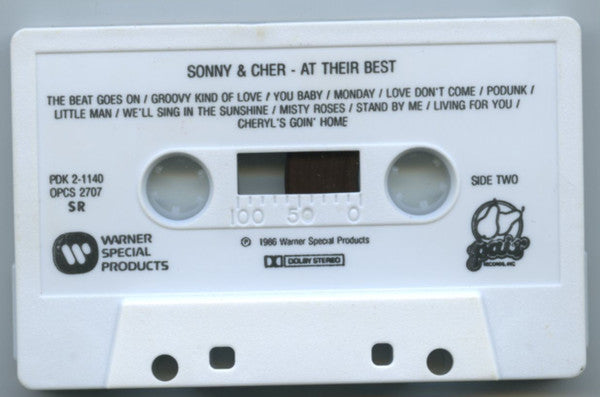 SONNY & CHER - AT THEIR BEST
THE BEAT GOES ON / GROOVY KIND OF LOVE / YOU BABY / MONDAY / LOVE DON'T COME / PODUNK /
LITTLE MAN / WE'LL SING IN THE SUNSHINE / MISTY ROSES / STAND BY ME / LIVING FOR YOU /
CHERYL'S GOIN' HOME
PDK 2-1140
OPCS 2707
SR
SIDE TWO
100 50 0
WARNER
SPECIAL
PRODUCTS
℗ 1986 Warner Special Products
DOLBY STEREO
pair
RECORDS, INC